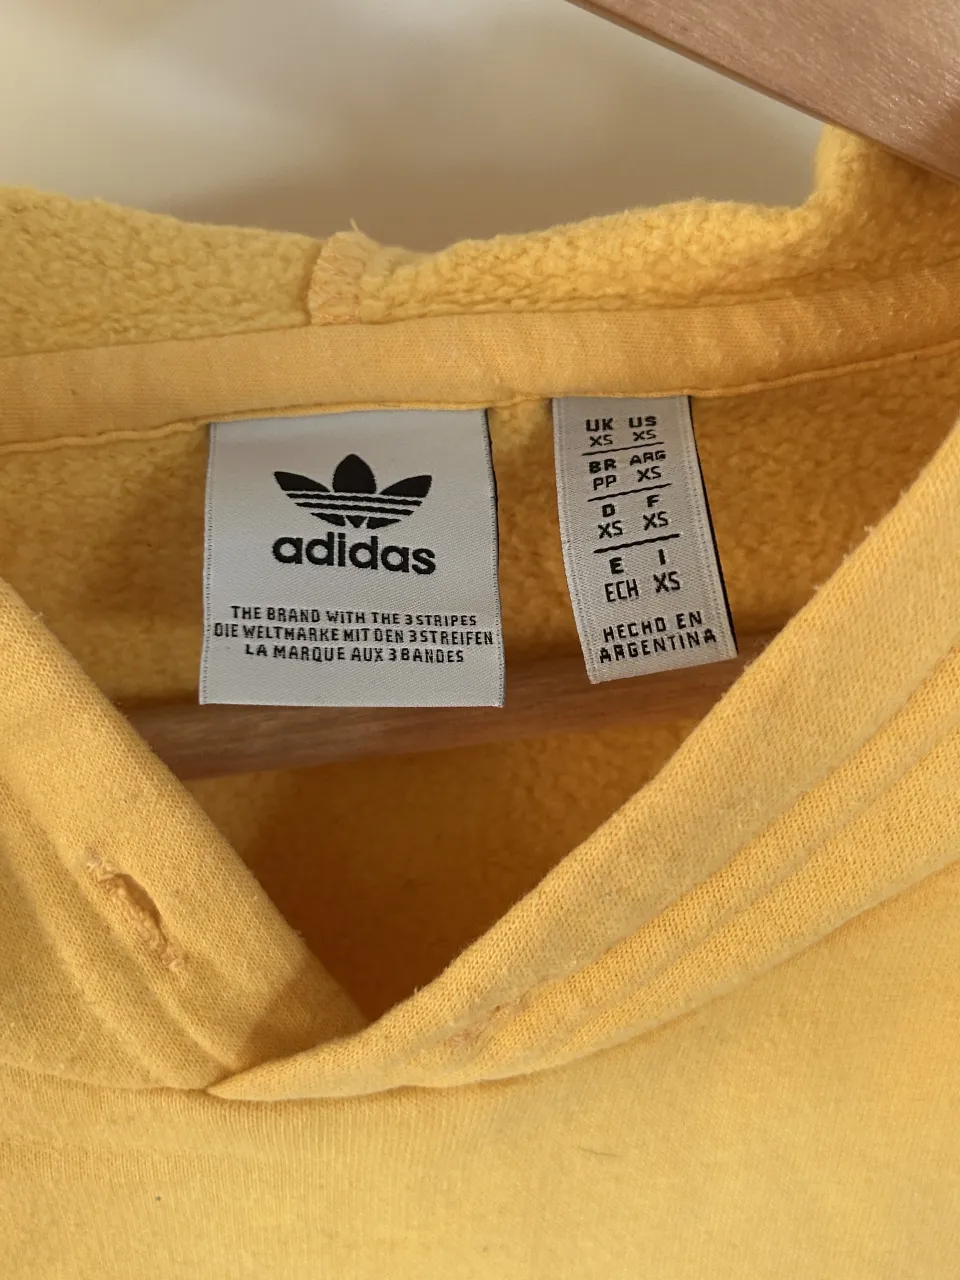 adidas
THE BRAND WITH THE 3 STRIPES
DIE WELTMARKE MIT DEN 3 STREIFEN
LA MARQUE AUX 3 BANDES
UK US
XS XS
BR ARG
PP XS
D F
XS XS
E I
ECH XS
HECHO EN
ARGENTINA